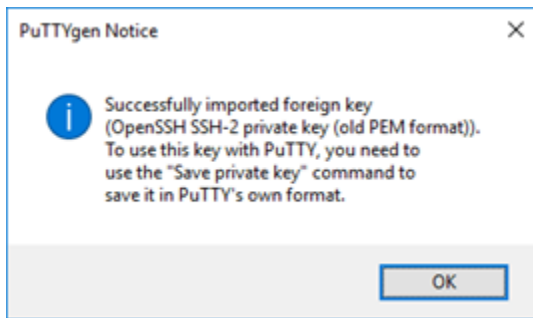 PuTTYgen Notice
Successfully imported foreign key
(OpenSSH SSH-2 private key (old PEM format)).
To use this key with PuTTY, you need to
use the "Save private key" command to
save it in PuTTY's own format.
OK